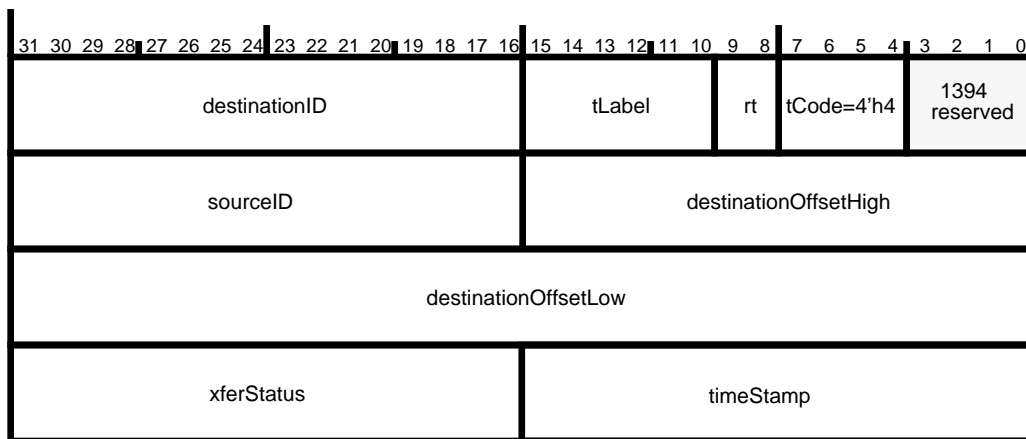 31 30 29 28 27 26 25 24 23 22 21 20 19 18 17 16 15 14 13 12 11 10 9 8 7 6 5 4 3 2 1 0
destinationID tLabel rt tCode=4’h4 1394
reserved
sourceID destinationOffsetHigh
destinationOffsetLow
xferStatus timeStamp